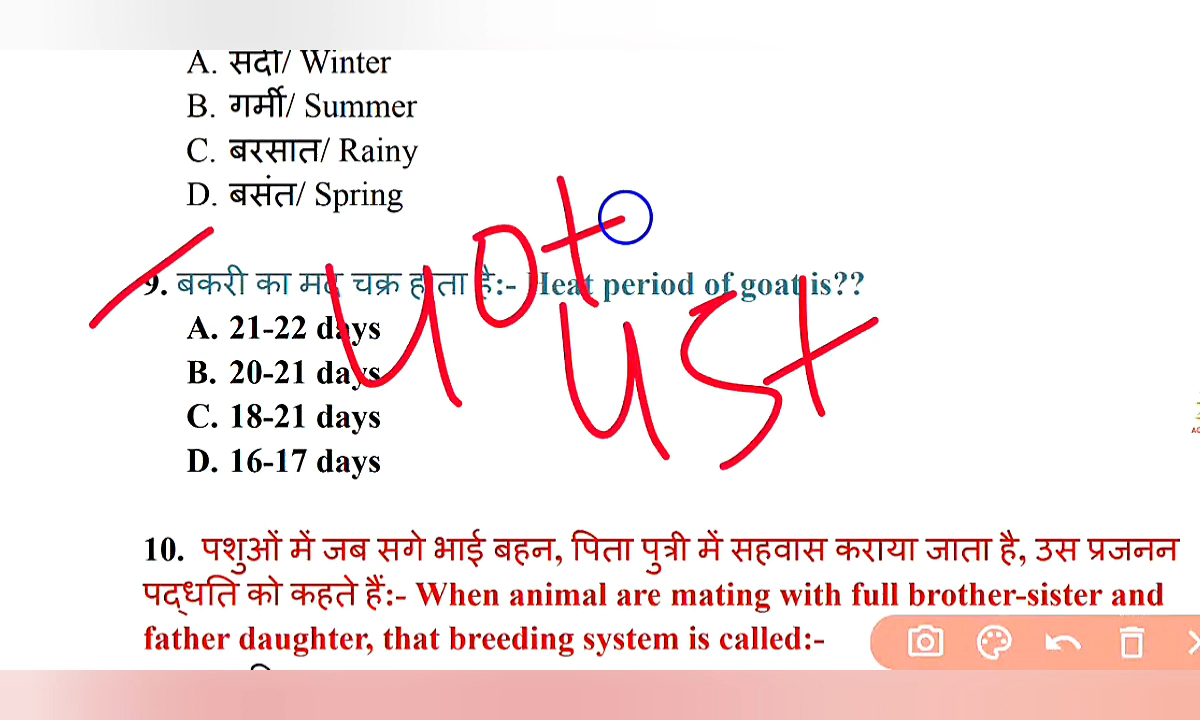 A. सर्दी/ Winter
B. गर्मी/ Summer
C. बरसात/ Rainy
D. बसंत/ Spring
9. बकरी का मद चक्र होता है:- Heat period of goat is??
A. 21-22 days
B. 20-21 days
C. 18-21 days
D. 16-17 days
10. पशुओं में जब सगे भाई बहन, पिता पुत्री में सहवास कराया जाता है, उस प्रजनन
पद्धति को कहते हैं:- When animal are mating with full brother-sister and
father daughter, that breeding system is called:-